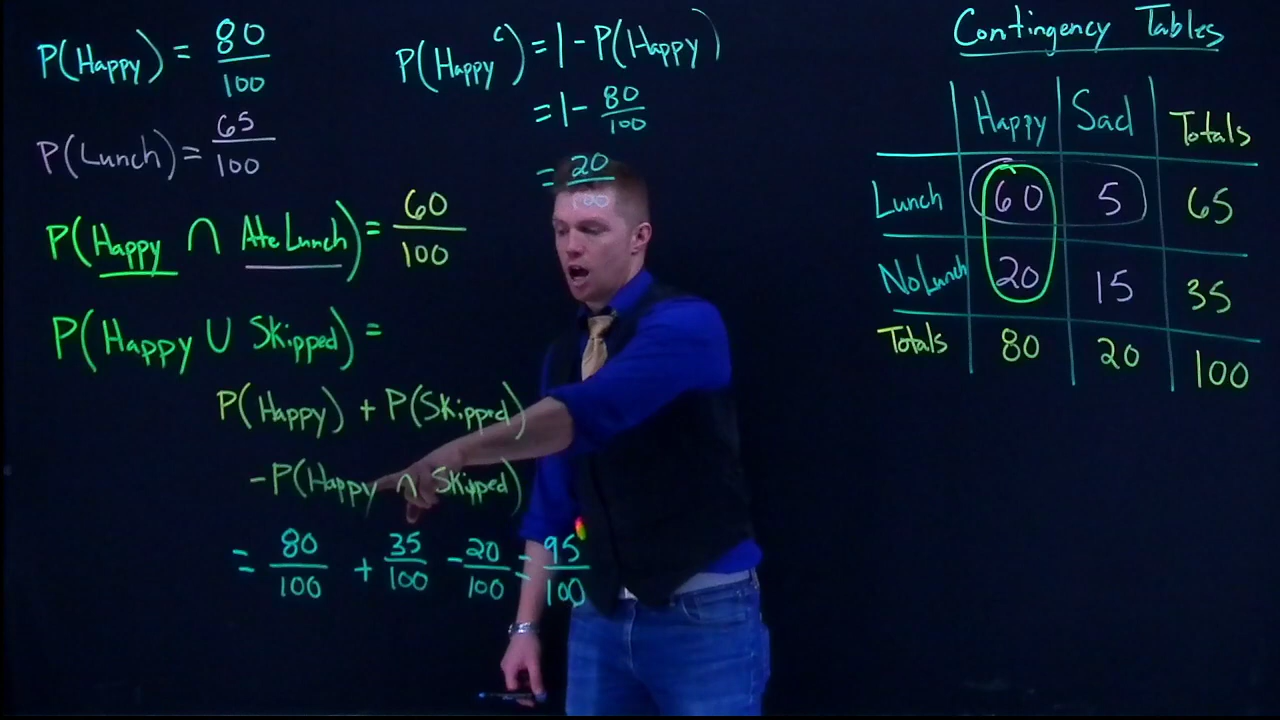 P(Happy) = 80/100
P(Lunch) = 65/100
P(Happy ∩ Ate Lunch) = 60/100
P(Happy ∪ Skipped) =
P(Happy) + P(Skipped)
-P(Happy ∩ Skipped)
= 80/100 + 35/100 - 20/100 = 95/100
P(Happy^c) = 1 - P(Happy)
= 1 - 80/100
= 20/100
Contingency Tables
Happy Sad Totals
Lunch 60 5 65
No Lunch 20 15 35
Totals 80 20 100